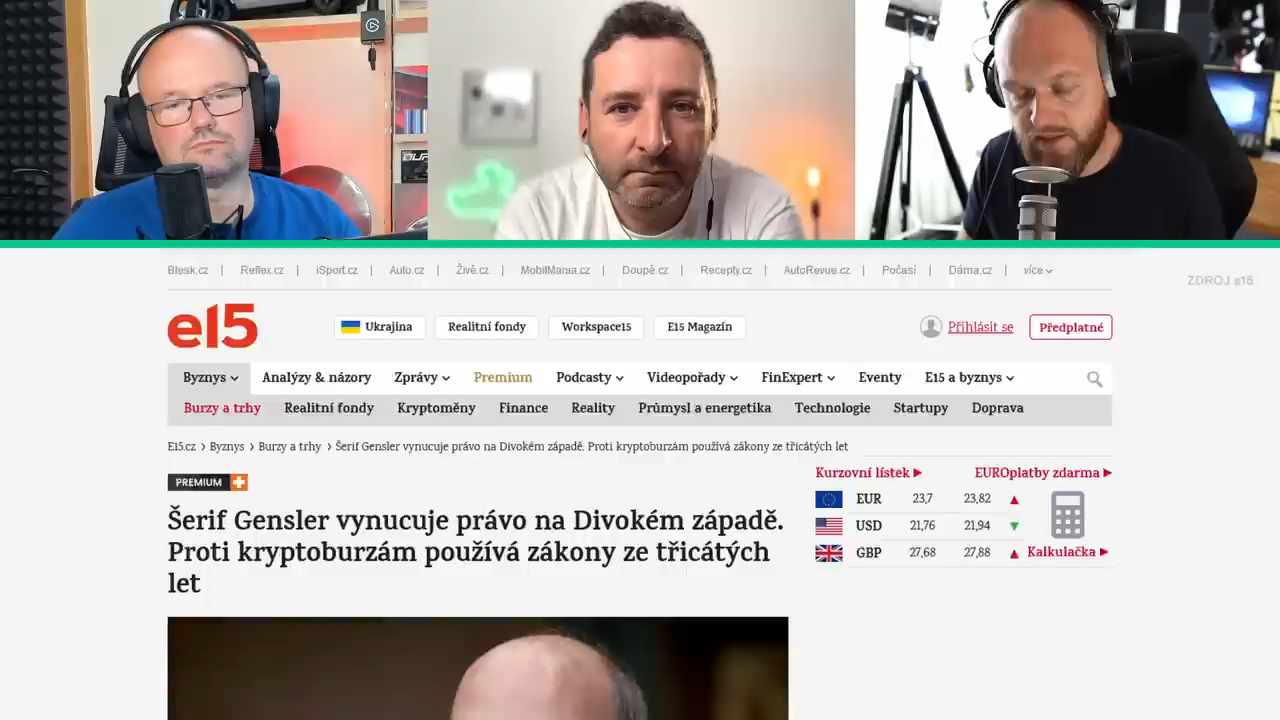 Blesk.cz | Reflex.cz | iSport.cz | Auto.cz | Živě.cz | MobilMania.cz | Doupě.cz | Recepty.cz | AutoRevue.cz | Počasí | Dáma.cz | více
ZDROJ e15
e15
Ukrajina Realitní fondy Workspace15 E15 Magazín
Přihlásit se Předplatné
Byznys Analýzy & názory Zprávy Premium Podcasty Videopořady FinExpert Eventy E15 a byznys
Burzy a trhy Realitní fondy Kryptoměny Finance Reality Průmysl a energetika Technologie Startupy Doprava
E15.cz > Byznys > Burzy a trhy > Šerif Gensler vynucuje právo na Divokém západě. Proti kryptoburzám používá zákony ze třicátých let
PREMIUM
Šerif Gensler vynucuje právo na Divokém západě.
Proti kryptoburzám používá zákony ze třicátých
let
Kurzovní lístek EUROplatby zdarma
EUR 23,7 23,82
USD 21,76 21,94
GBP 27,68 27,88
Kalkulačka